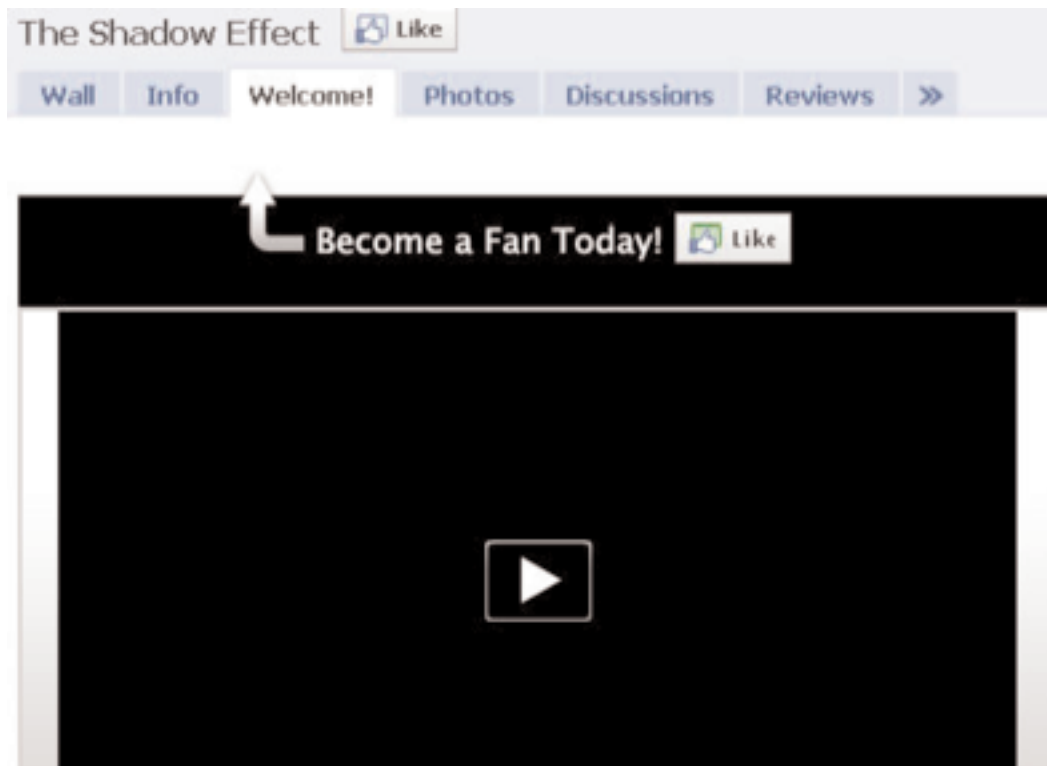 The Shadow Effect Like
Wall Info Welcome! Photos Discussions Reviews »
Become a Fan Today! Like